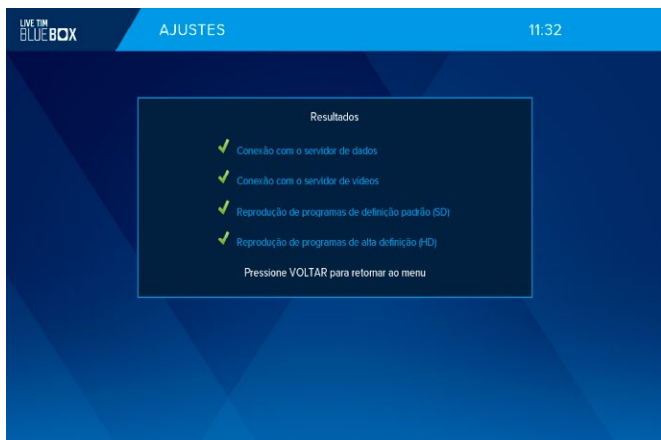 LIVE TIM
BLUEBOX
AJUSTES
11:32
Resultados
Conexão com o servidor de dados
Conexão com o servidor de vídeos
Reprodução de programas de definição padrão (SD)
Reprodução de programas de alta definição (HD)
Pressione VOLTAR para retornar ao menu